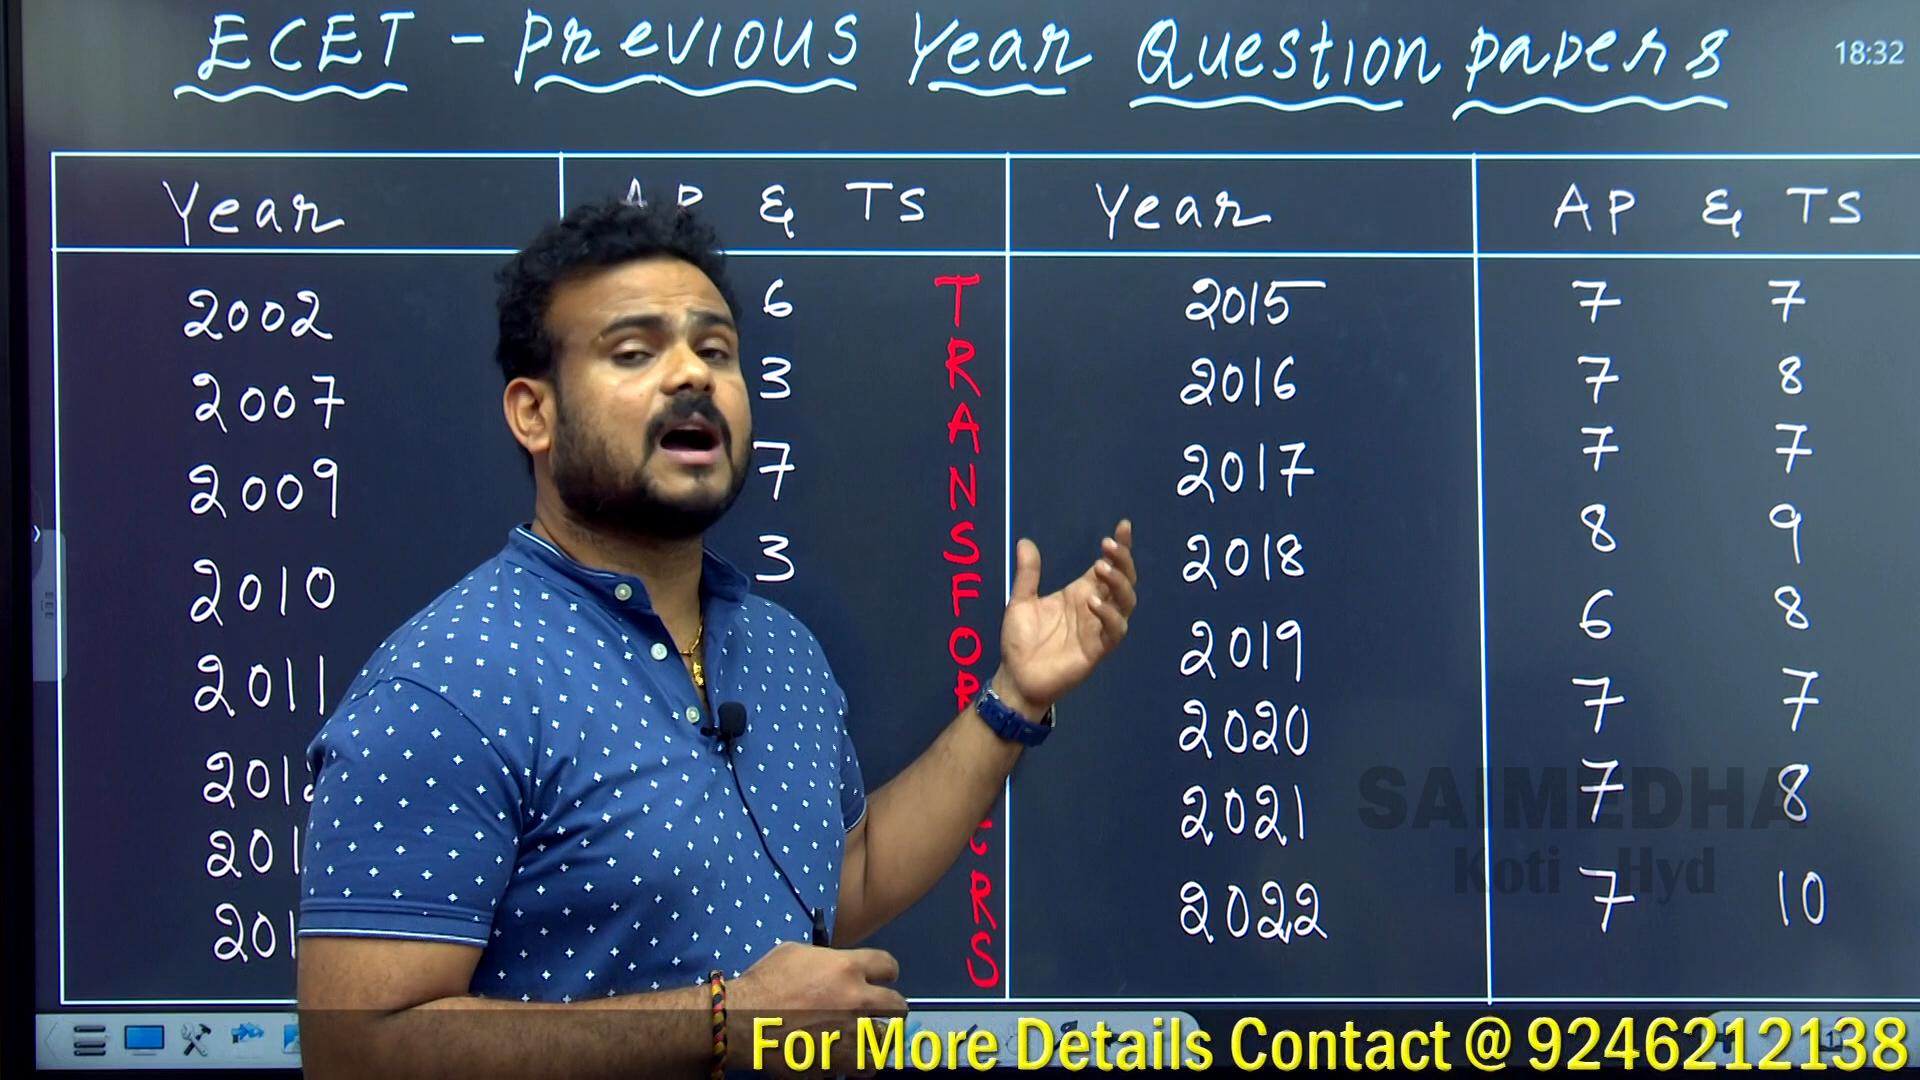 ECET - Previous Year Question papers
18:32
Year AP & TS Year AP & TS
2002 6 2015 7 7
2007 3 2016 7 8
2009 7 2017 7 7
2010 3 2018 8 9
2011 2019 6 8
2020 7 7
2021 7 8
2022 7 10
SAIMEDHA
Koti Hyd
For More Details Contact @ 9246212138